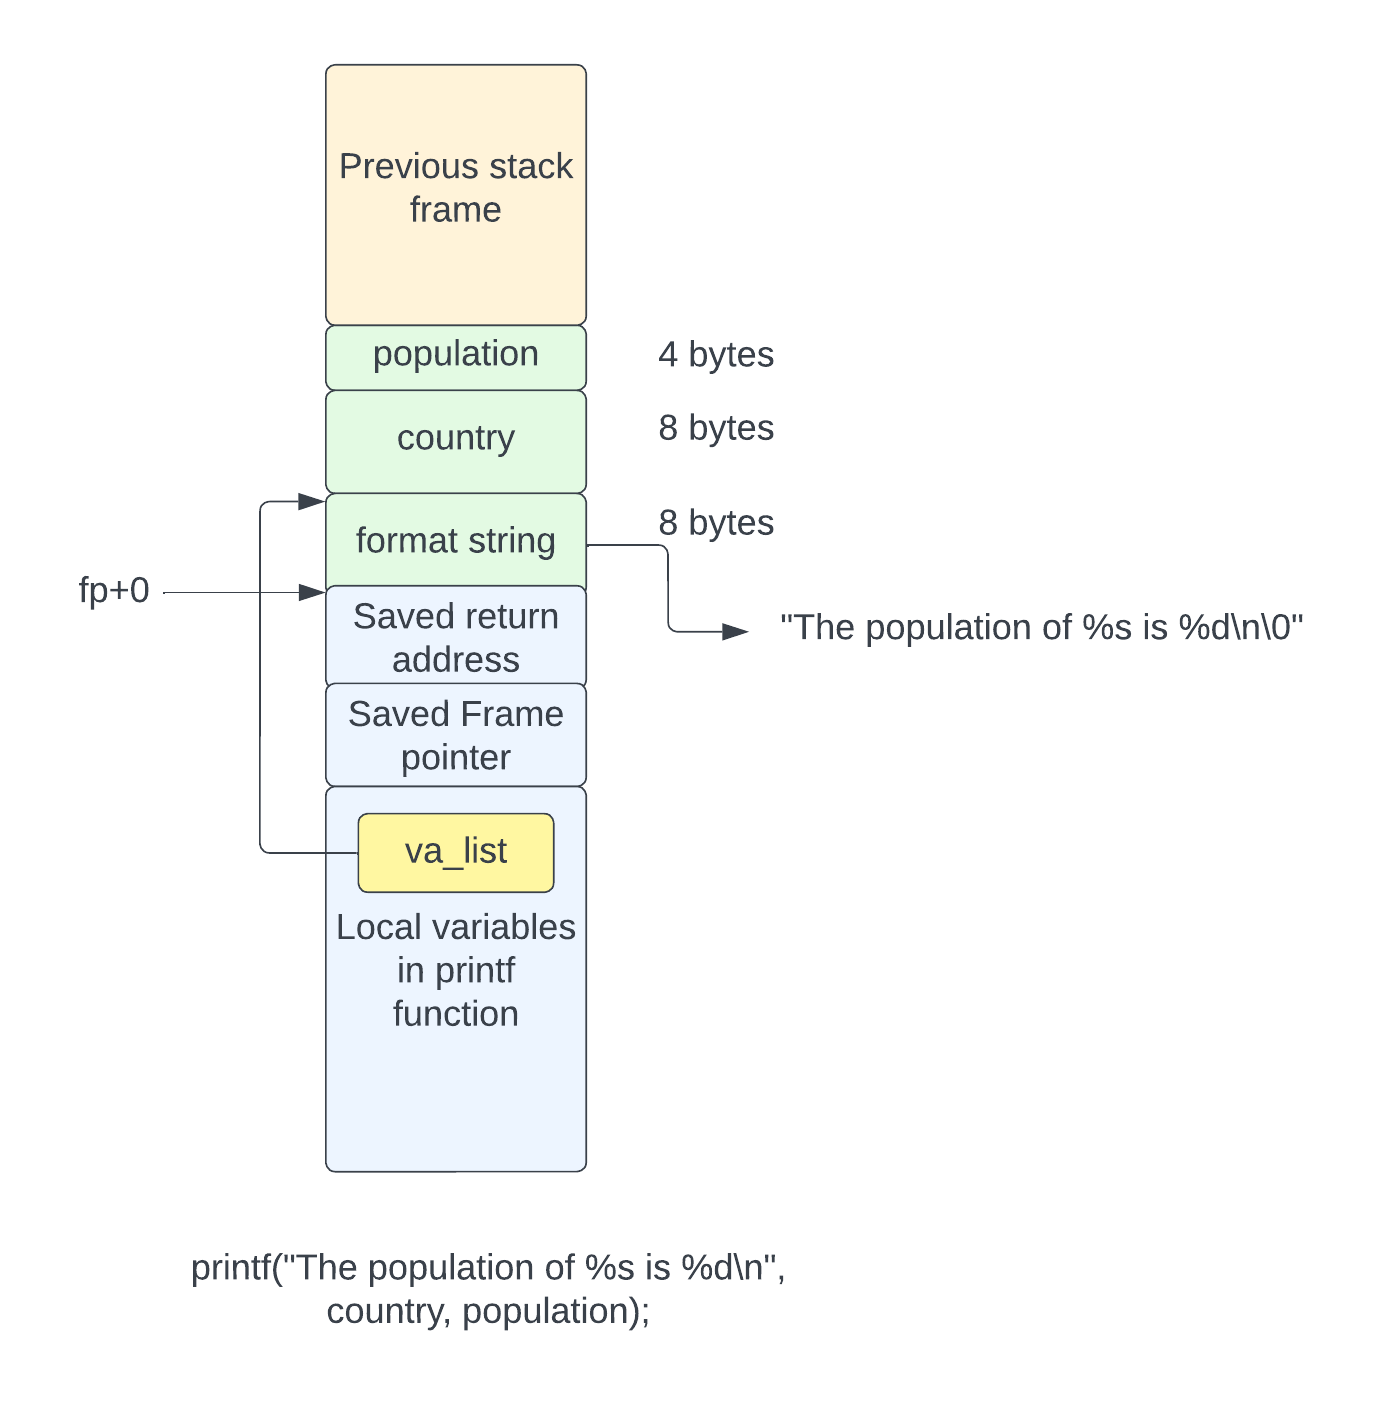 Previous stack
frame
population
4 bytes
country
8 bytes
format string
8 bytes
fp+0
Saved return
address
"The population of %s is %d\n\0"
Saved Frame
pointer
va_list
Local variables
in printf
function
printf("The population of %s is %d\n",
country, population);